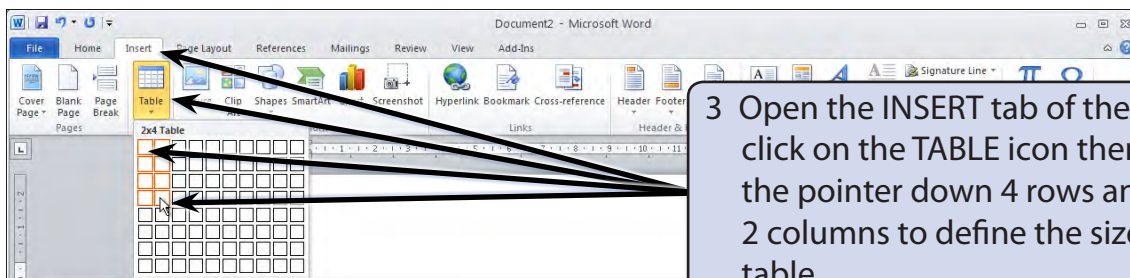 Document2 - Microsoft Word
File Home Insert Page Layout References Mailings Review View Add-Ins
Cover Page Blank Page Page Break Table Clip Shapes SmartArt Screenshot Hyperlink Bookmark Cross-reference Header Footer Signature Line
Pages Links Header &
2x4 Table
3 Open the INSERT tab of the
click on the TABLE icon then
the pointer down 4 rows
2 columns to define the size
table